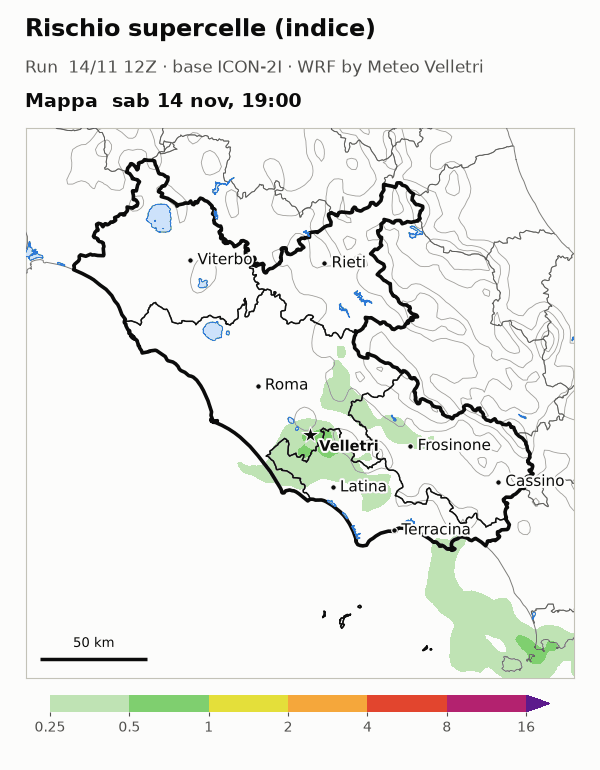 Rischio supercelle (indice)
Run 14/11 12Z · base ICON-2I · WRF by Meteo Velletri
Mappa sab 14 nov, 19:00
Viterbo
Rieti
Roma
Velletri
Frosinone
Cassino
Latina
Terracina
50 km
0.25 0.5 1 2 4 8 16